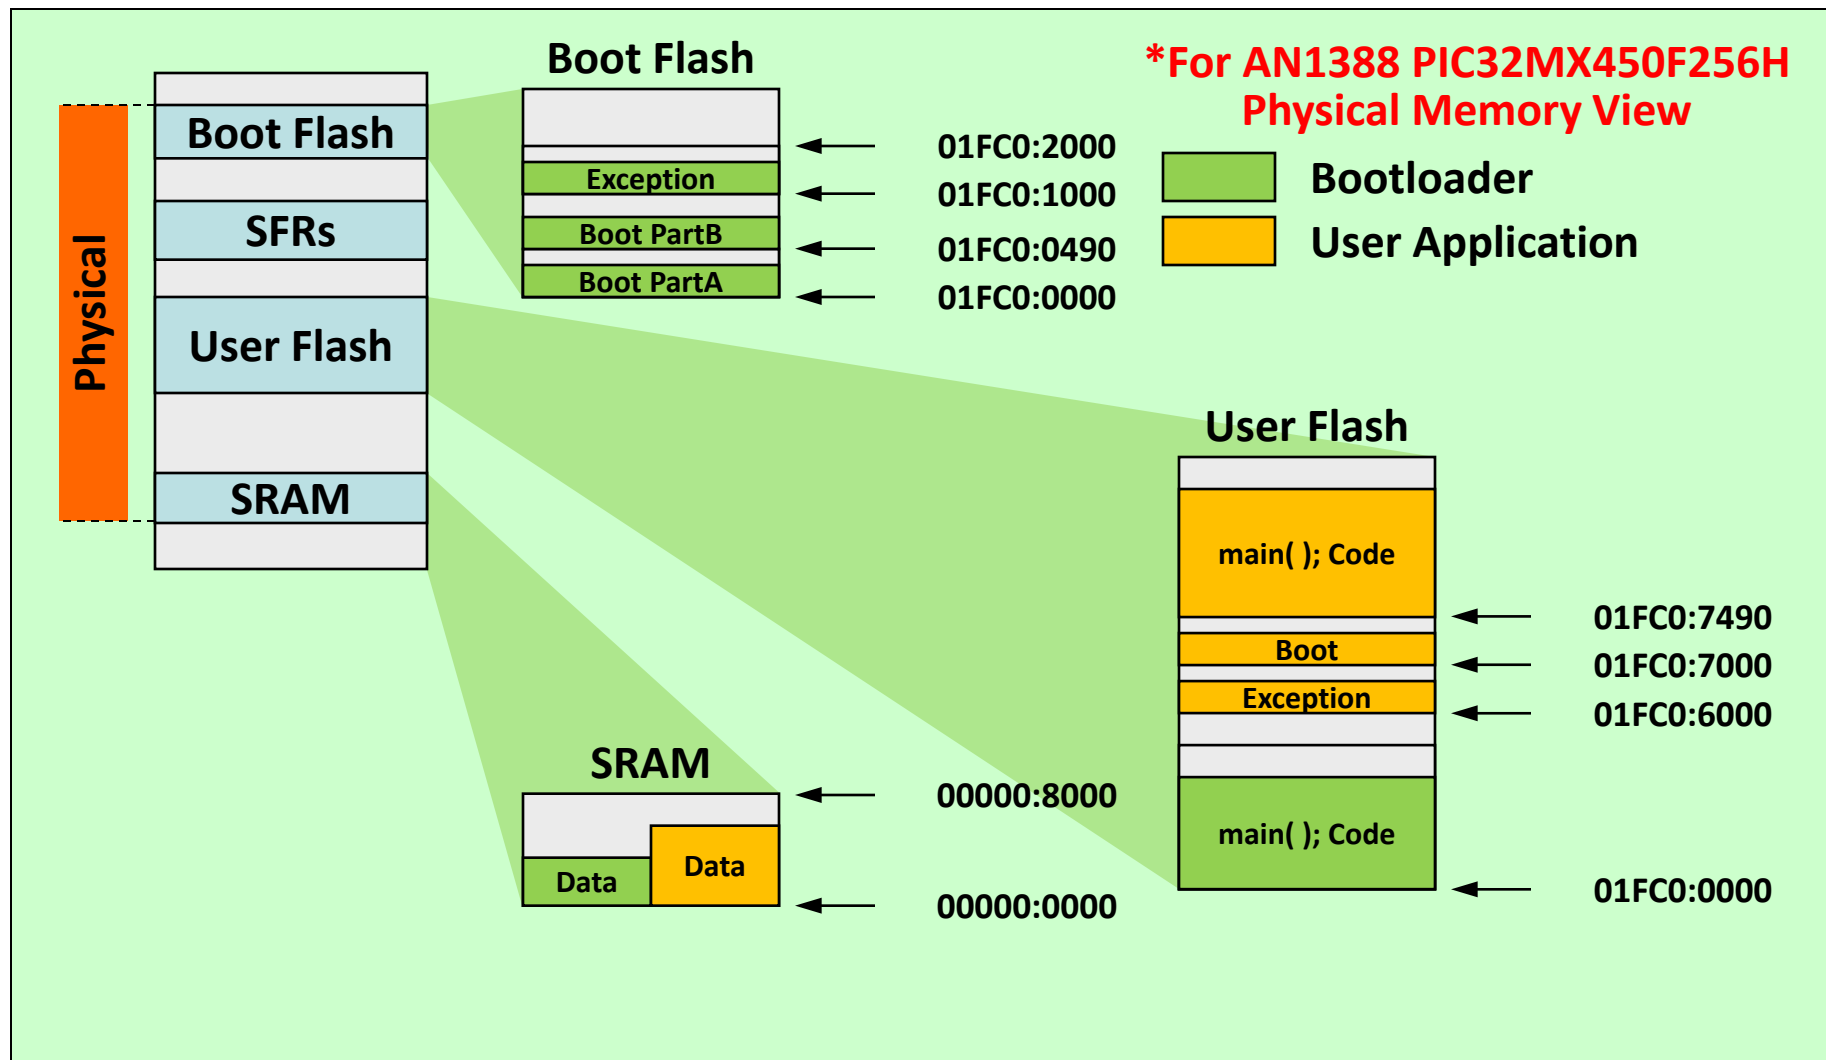 *For AN1388 PIC32MX450F256H
Physical Memory View
Bootloader
User Application
Physical
Boot Flash
SFRs
User Flash
SRAM
Boot Flash
Exception
Boot PartB
Boot PartA
01FC0:2000
01FC0:1000
01FC0:0490
01FC0:0000
User Flash
main( ); Code
Boot
Exception
main( ); Code
01FC0:7490
01FC0:7000
01FC0:6000
01FC0:0000
SRAM
Data
Data
00000:8000
00000:0000